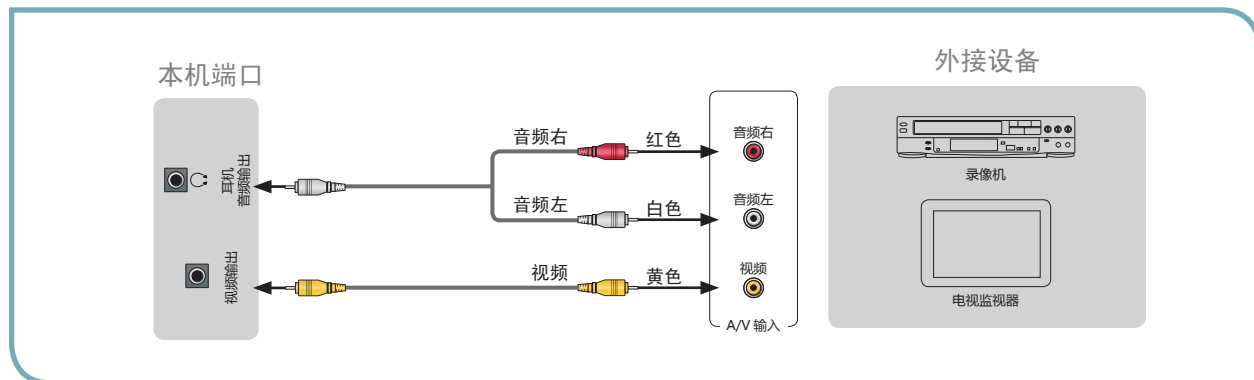 本机端口
外接设备
耳机
音频输出
视频输出
音频右
红色
音频左
白色
视频
黄色
音频右
音频左
视频
A/V 输入
录像机
电视监视器